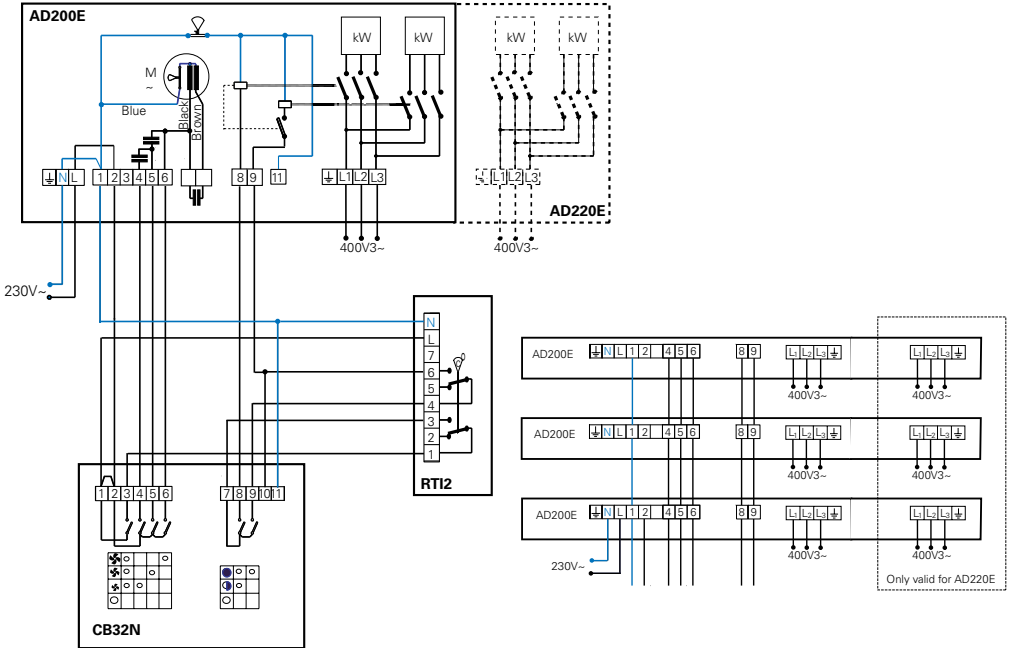 AD200E
kW kW kW kW
M
~
Blue
Black
Brown
N L 1 2 3 4 5 6 8 9 11 L1 L2 L3 L1 L2 L3
AD220E
400V3~ 400V3~
230V~
N
L
7
6
5
4
3
2
1
RTI2
1 2 3 4 5 6 7 8 9 10 11
CB32N
AD200E N L 1 2 4 5 6 8 9 L1 L2 L3 L1 L2 L3
400V3~ 400V3~
AD200E N L 1 2 4 5 6 8 9 L1 L2 L3 L1 L2 L3
400V3~ 400V3~
AD200E N L 1 2 4 5 6 8 9 L1 L2 L3 L1 L2 L3
400V3~ 400V3~
230V~
Only valid for AD220E